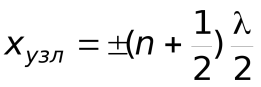 x_узл = ±(n + 1/2) λ/2